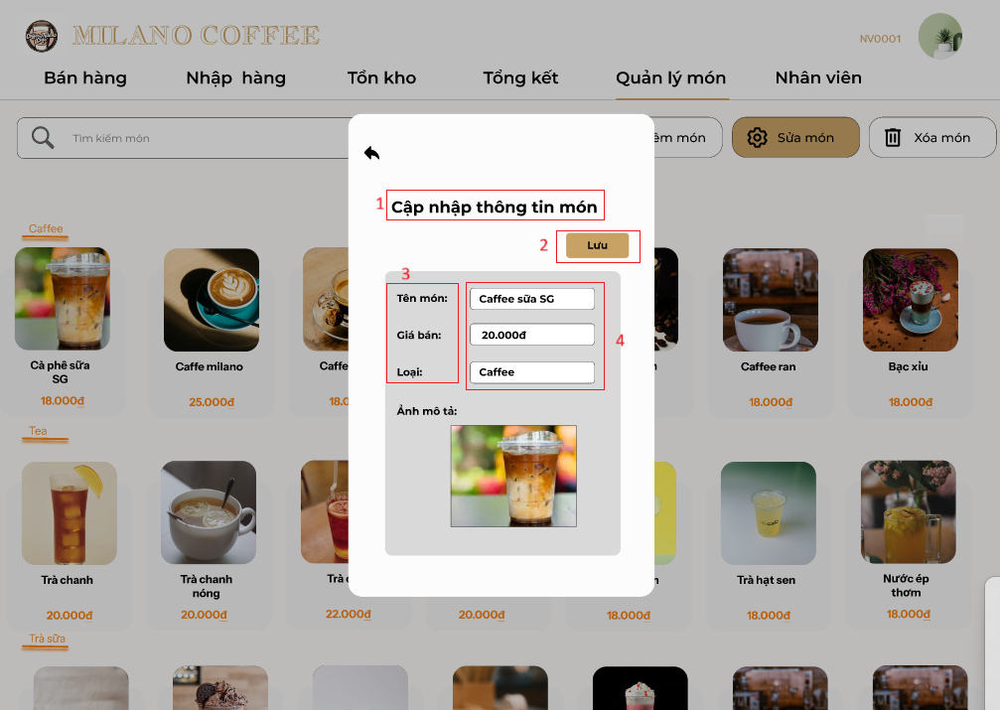 MILANO COFFEE
NV0001
Bán hàng
Nhập hàng
Tồn kho
Tổng kết
Quản lý món
Nhân viên
Tìm kiếm món
êm món
Sửa món
Xóa món
1
Cập nhập thông tin món
2
Lưu
3
Tên món:
Caffee sữa SG
Giá bán:
20.000đ
4
Loại:
Caffee
Ảnh mô tả:
Caffee
Cà phê sữa
SG
18.000đ
Caffe milano
25.000đ
Caffe
18.0
Caffee ran
18.000đ
Bạc xỉu
18.000đ
Tea
Trà chanh
20.000đ
Trà chanh
nóng
20.000đ
Trà
22.000đ
20.000đ
n
18.000đ
Trà hạt sen
18.000đ
Nước ép
thơm
18.000đ
Trà sữa